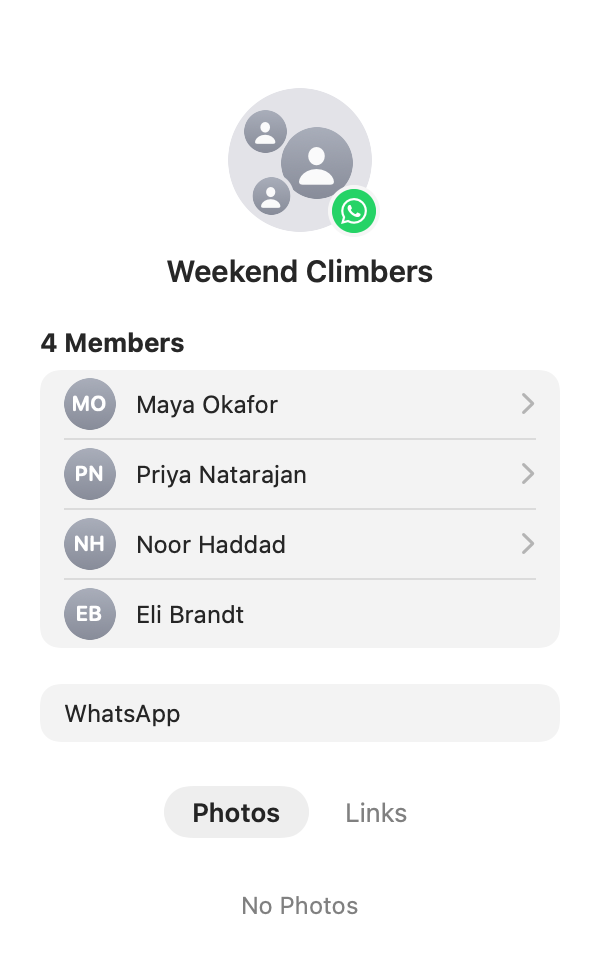 Weekend Climbers
4 Members
MO Maya Okafor
PN Priya Natarajan
NH Noor Haddad
EB Eli Brandt
WhatsApp
Photos Links
No Photos